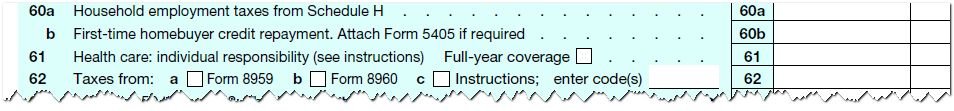 60a Household employment taxes from Schedule H . . . . . . . . . . . . . . 60a
b First-time homebuyer credit repayment. Attach Form 5405 if required . . . . . . . . 60b
61 Health care: individual responsibility (see instructions) Full-year coverage . . . . . 61
62 Taxes from: a Form 8959 b Form 8960 c Instructions; enter code(s) 62